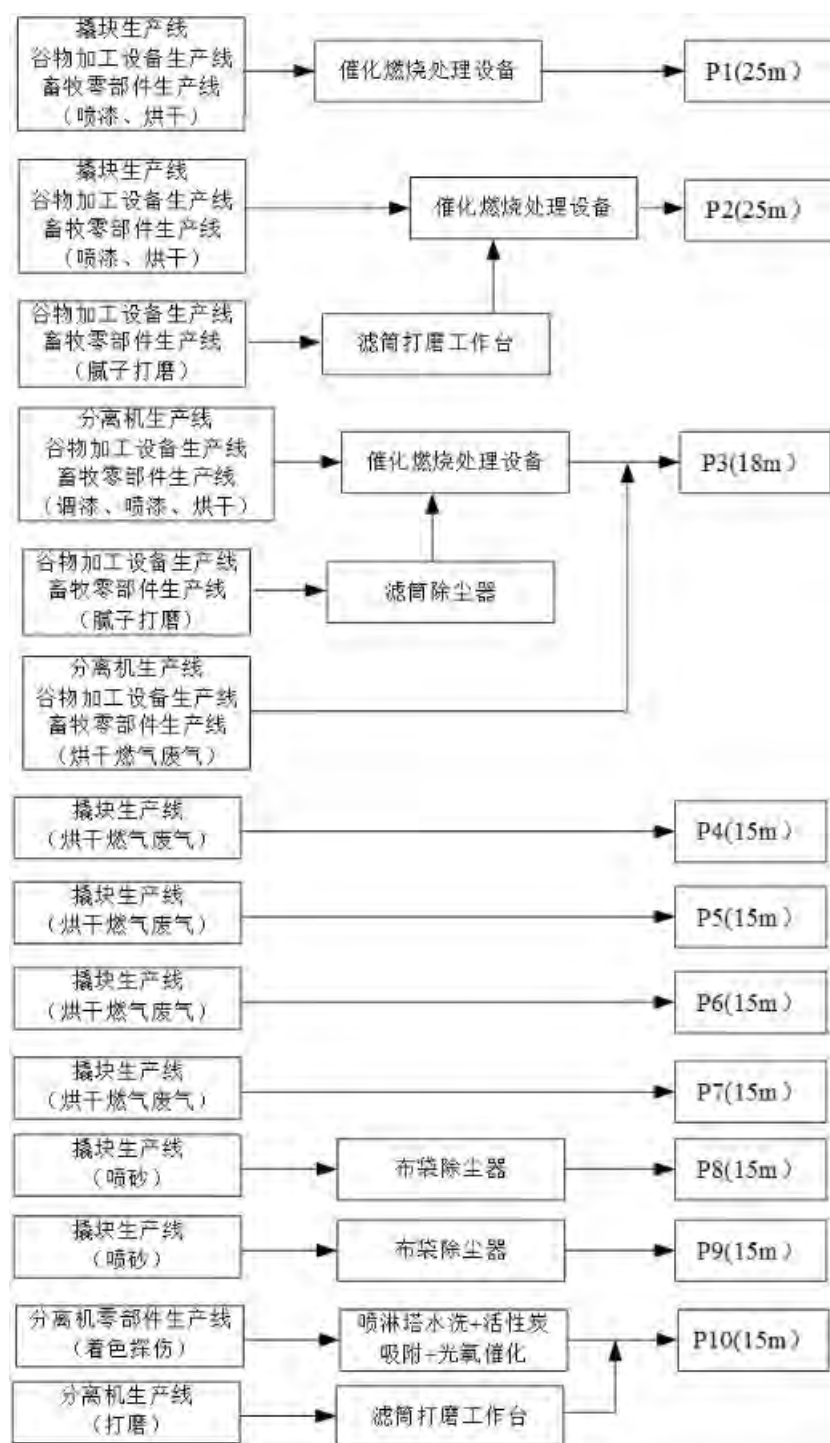 撬块生产线
谷物加工设备生产线
畜牧零部件生产线
（喷漆、烘干）
催化燃烧处理设备
P1(25m）
撬块生产线
谷物加工设备生产线
畜牧零部件生产线
（喷漆、烘干）
催化燃烧处理设备
P2(25m）
谷物加工设备生产线
畜牧零部件生产线
（腻子打磨）
滤筒打磨工作台
分离机生产线
谷物加工设备生产线
畜牧零部件生产线
（调漆、喷漆、烘干）
催化燃烧处理设备
P3(18m）
谷物加工设备生产线
畜牧零部件生产线
（腻子打磨）
滤筒除尘器
分离机生产线
谷物加工设备生产线
畜牧零部件生产线
（烘干燃气废气）
撬块生产线
（烘干燃气废气）
P4(15m）
撬块生产线
（烘干燃气废气）
P5(15m）
撬块生产线
（烘干燃气废气）
P6(15m）
撬块生产线
（烘干燃气废气）
P7(15m）
撬块生产线
（喷砂）
布袋除尘器
P8(15m）
撬块生产线
（喷砂）
布袋除尘器
P9(15m）
分离机零部件生产线
（着色探伤）
喷淋塔水洗+活性炭
吸附+光氧催化
P10(15m）
分离机生产线
（打磨）
滤筒打磨工作台